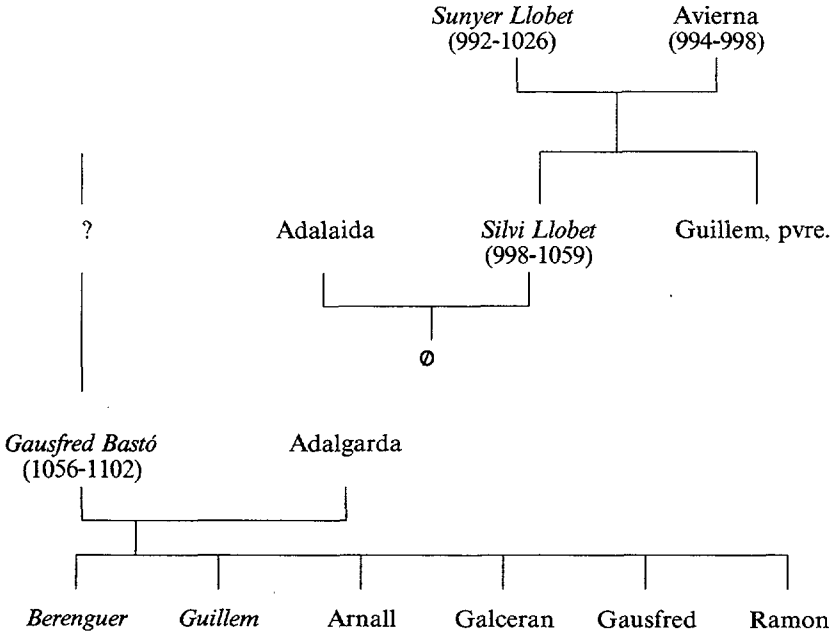 Sunyer Llobet Avierna
(992-1026) (994-998)
? Adalaida Silvi Llobet Guillem, pvre.
(998-1059)
Ø
Gausfred Bastó Adalgarda
(1056-1102)
Berenguer Guillem Arnall Galceran Gausfred Ramon